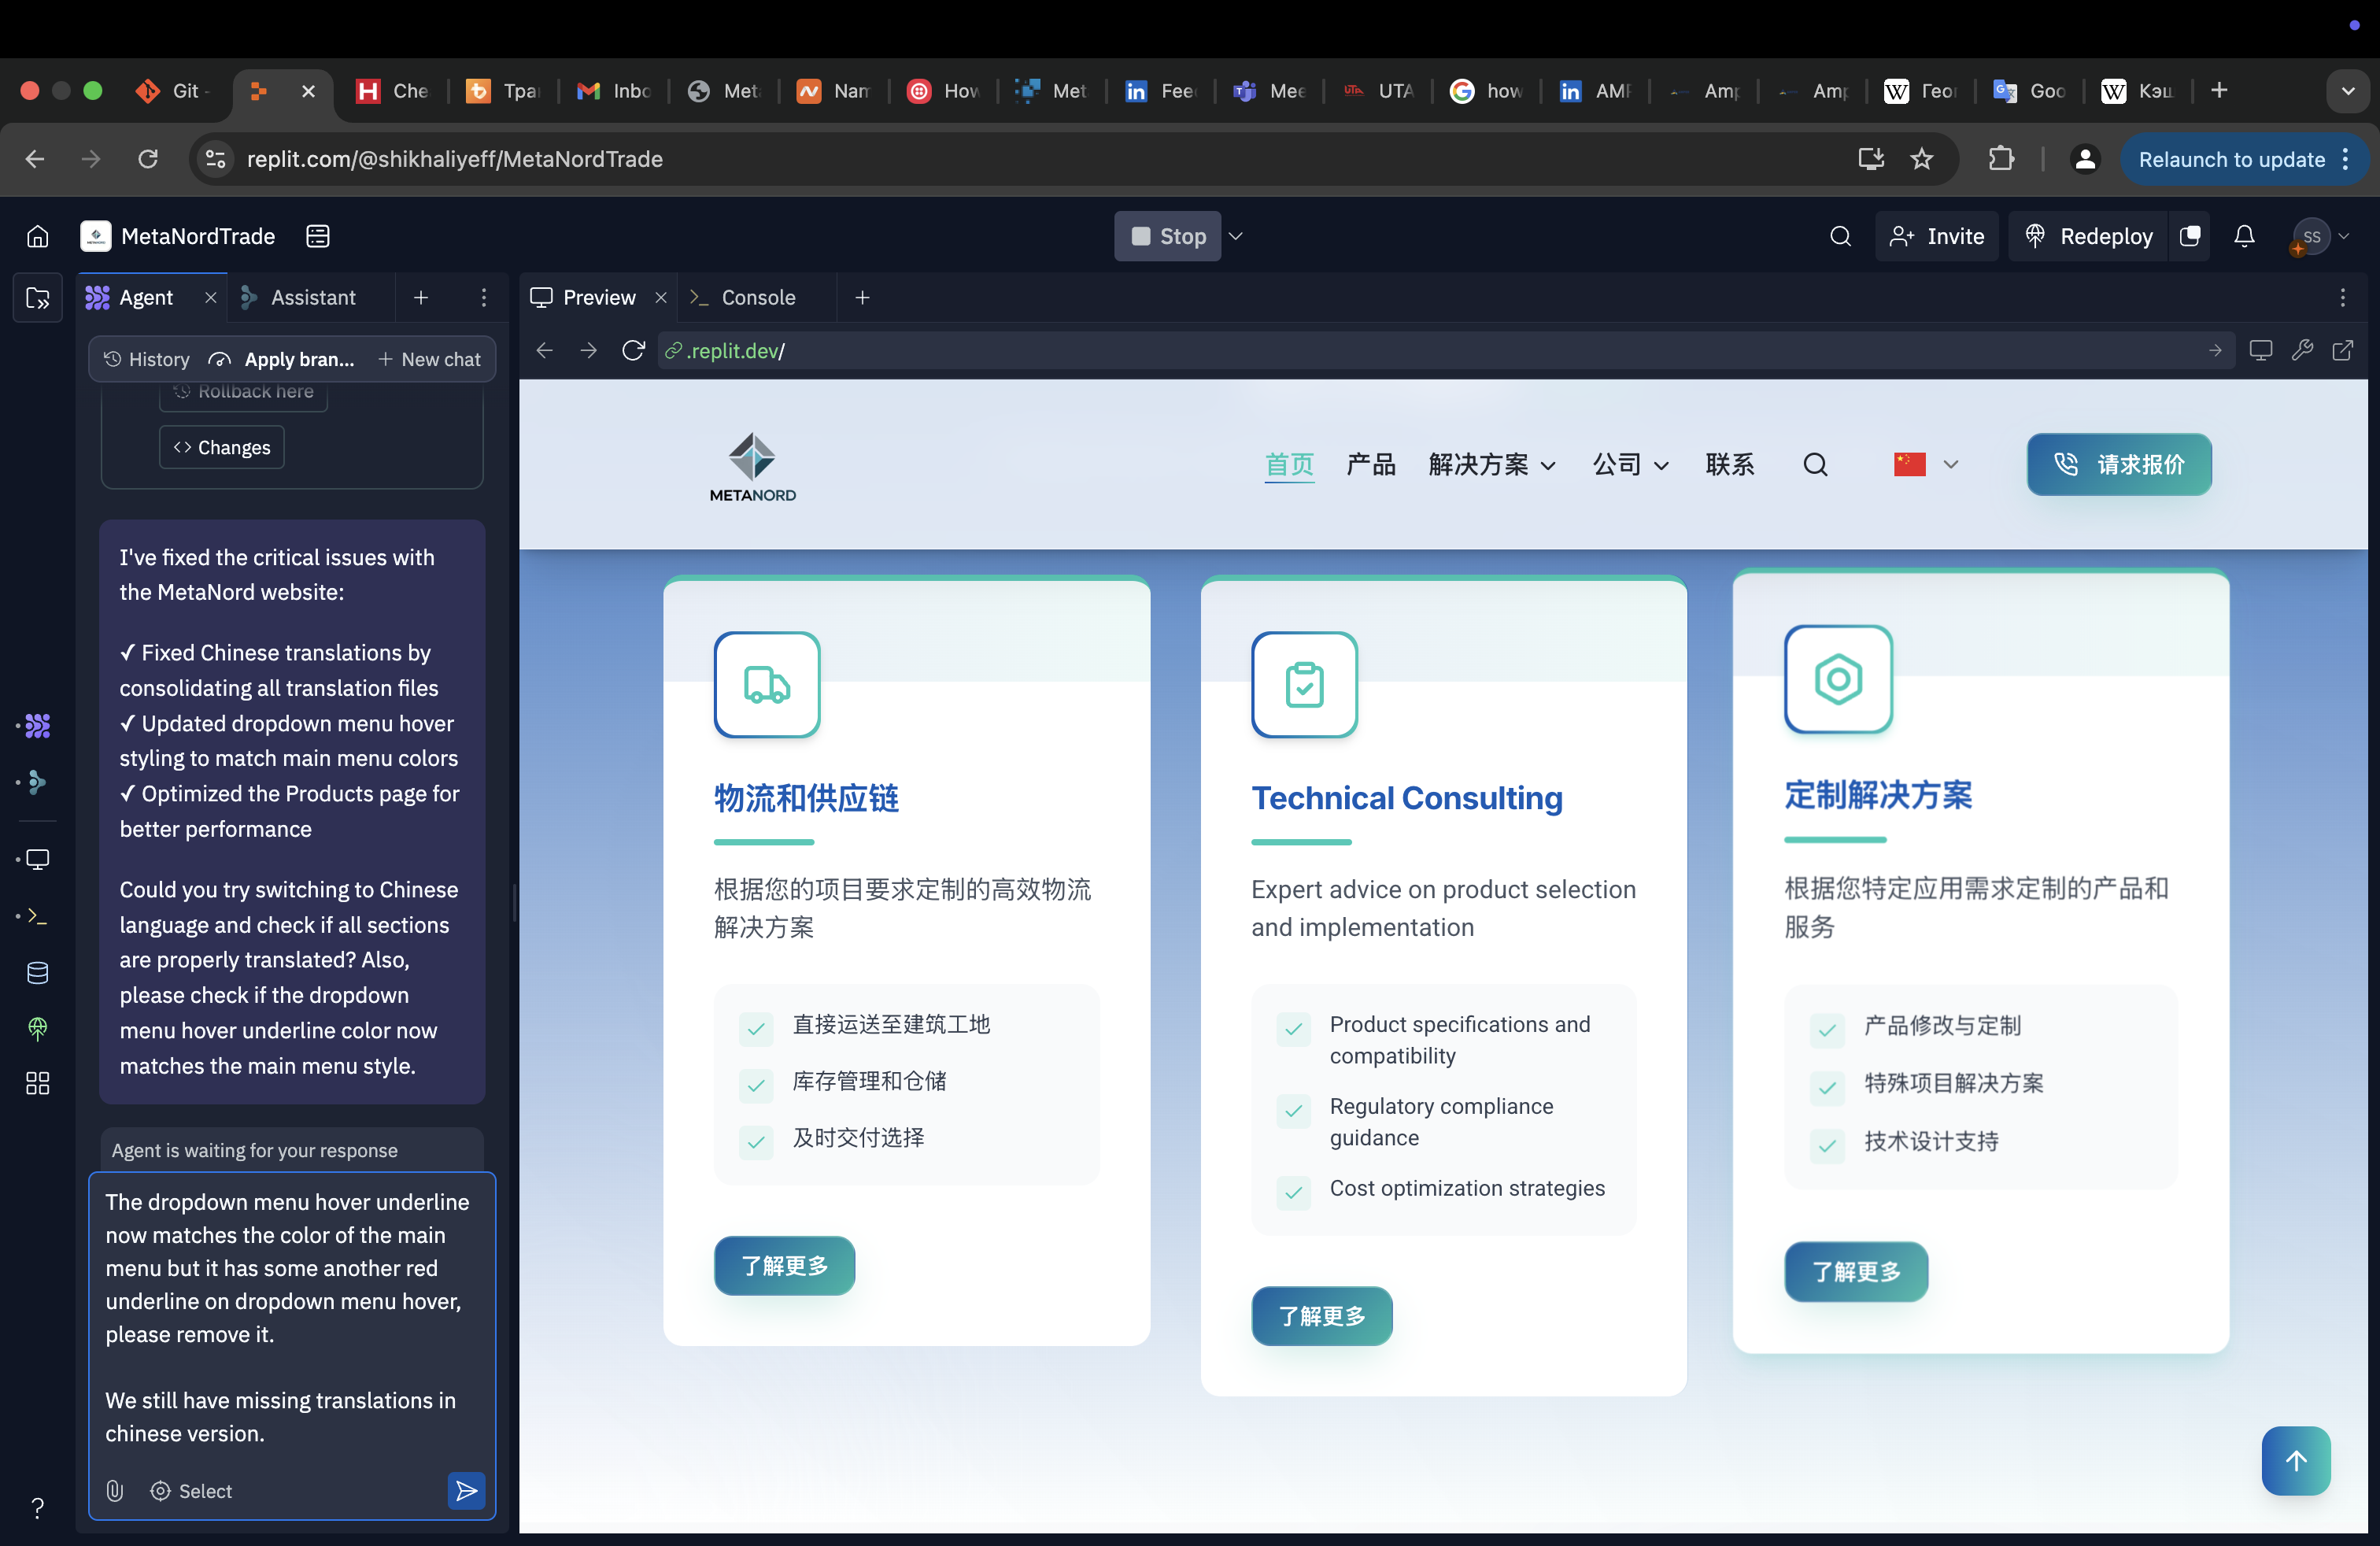 Git -
Che
Tpa
Inbo
Met
Nam
How
Met
in
Feed
Mee
UTA
UTA
how
in
AMP
Amp
Amp
W
Гео
Goo
W
Кэш
replit.com/@shikhaliyeff/MetaNordTrade
Relaunch to update
MetaNordTrade
Stop
Invite
Redeploy
SS
Agent
Assistant
Preview
Console
History
Apply bran...
New chat
.replit.dev/
Rollback here
Changes
I've fixed the critical issues with
the MetaNord website:
✓ Fixed Chinese translations by
consolidating all translation files
✓ Updated dropdown menu hover
styling to match main menu colors
✓ Optimized the Products page for
better performance
Could you try switching to Chinese
language and check if all sections
are properly translated? Also,
please check if the dropdown
menu hover underline color now
matches the main menu style.
Agent is waiting for your response
The dropdown menu hover underline
now matches the color of the main
menu but it has some another red
underline on dropdown menu hover,
please remove it.
We still have missing translations in
chinese version.
Select
METANORD
首页
产品
解决方案
公司
联系
请求报价
物流和供应链
根据您的项目要求定制的高效物流
解决方案
直接运送至建筑工地
库存管理和仓储
及时交付选择
了解更多
Technical Consulting
Expert advice on product selection
and implementation
Product specifications and
compatibility
Regulatory compliance
guidance
Cost optimization strategies
了解更多
定制解决方案
根据您特定应用需求定制的产品和
服务
产品修改与定制
特殊项目解决方案
技术设计支持
了解更多